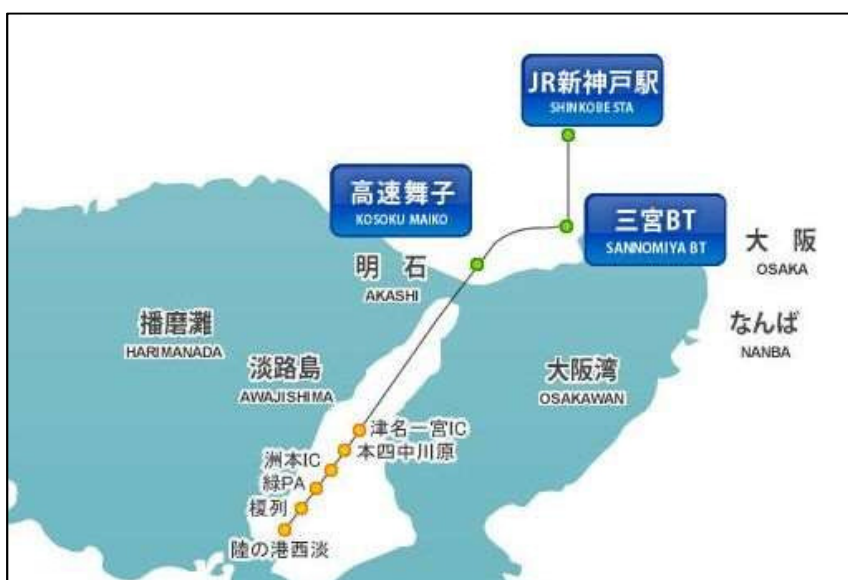 JR新神戸駅
SHINKOBE STA
高速舞子
KOSOKU MAIKO
三宮BT
SANNOMIYA BT
大 阪
OSAKA
明 石
AKASHI
播磨灘
HARIMANADA
なんば
NANBA
淡路島
AWAJISHIMA
大阪湾
OSAKAWAN
津名一宮IC
本四中川原
洲本IC
緑PA
榎列
陸の港西淡